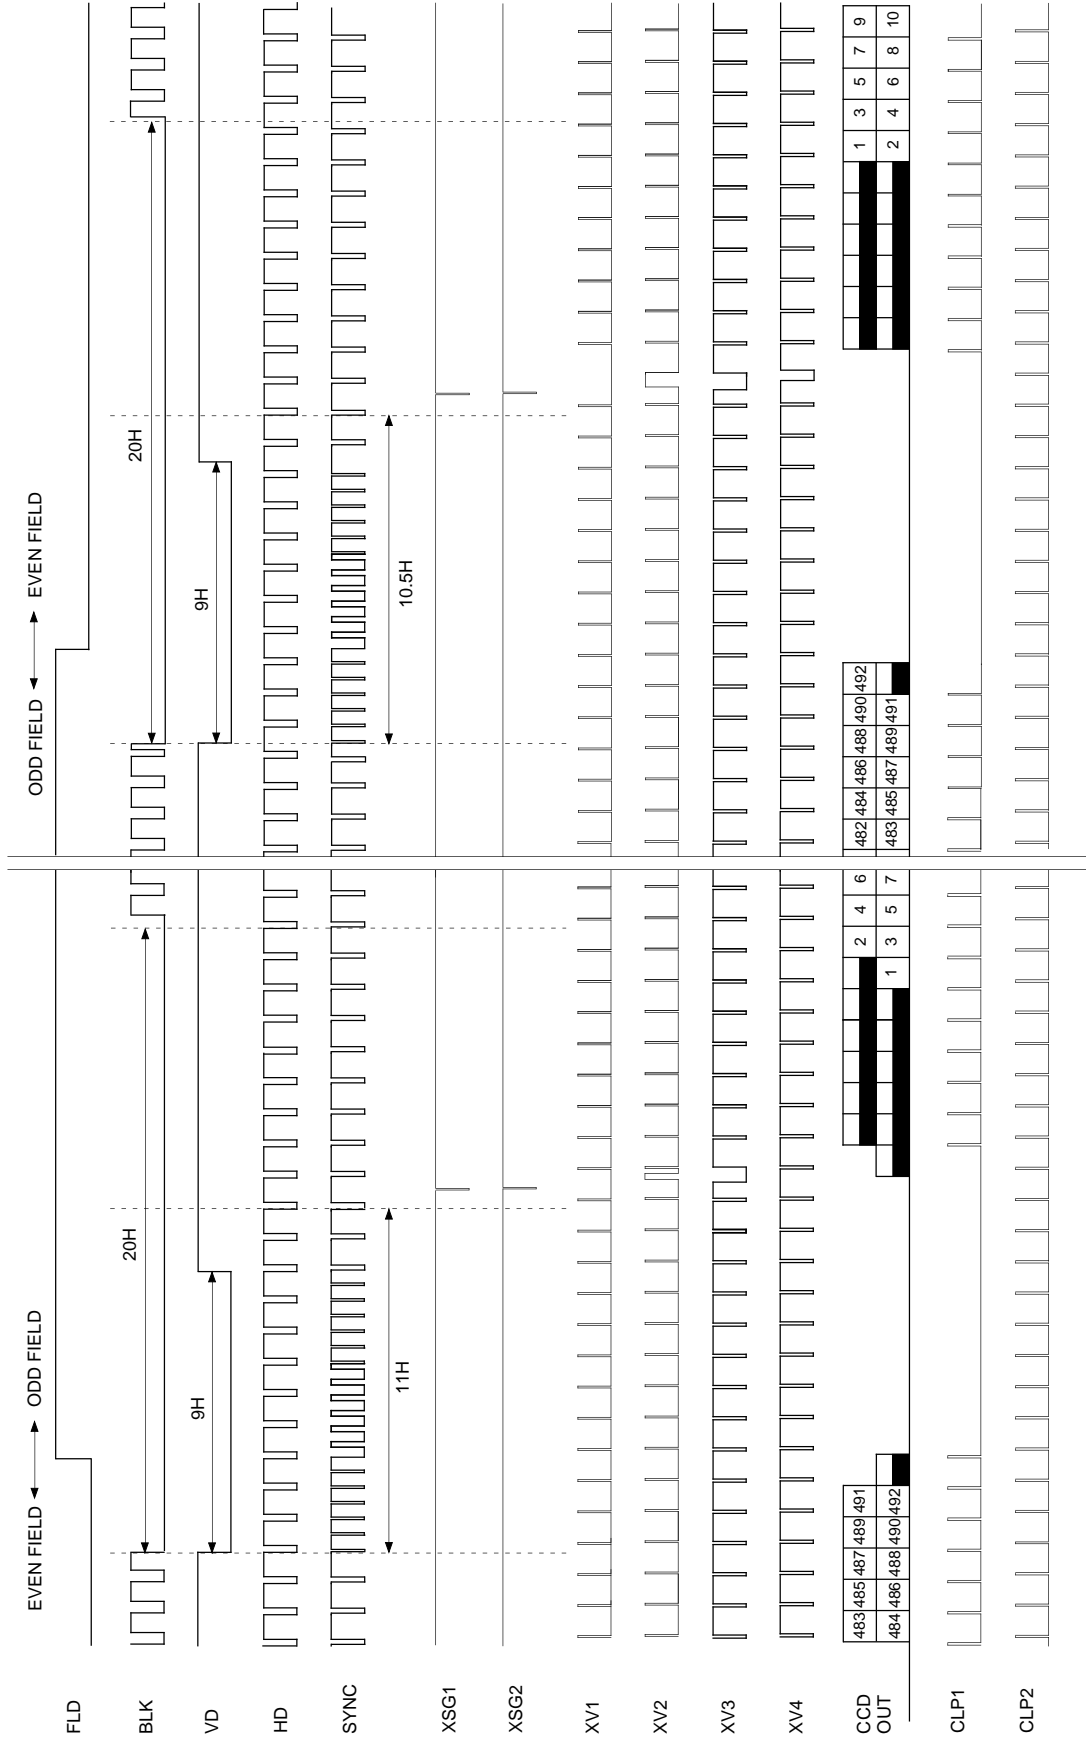 EVEN FIELD ODD FIELD
ODD FIELD EVEN FIELD
FLD
BLK
20H
20H
VD
9H
9H
HD
SYNC
11H
10.5H
XSG1
XSG2
XV1
XV2
XV3
XV4
CCD
OUT
483 485 487 489 491
2 4 6
482 484 486 488 490 492
1 3 5 7 9
484 486 488 490 492
1 3 5 7
483 485 487 489 491
2 4 6 8 10
CLP1
CLP2